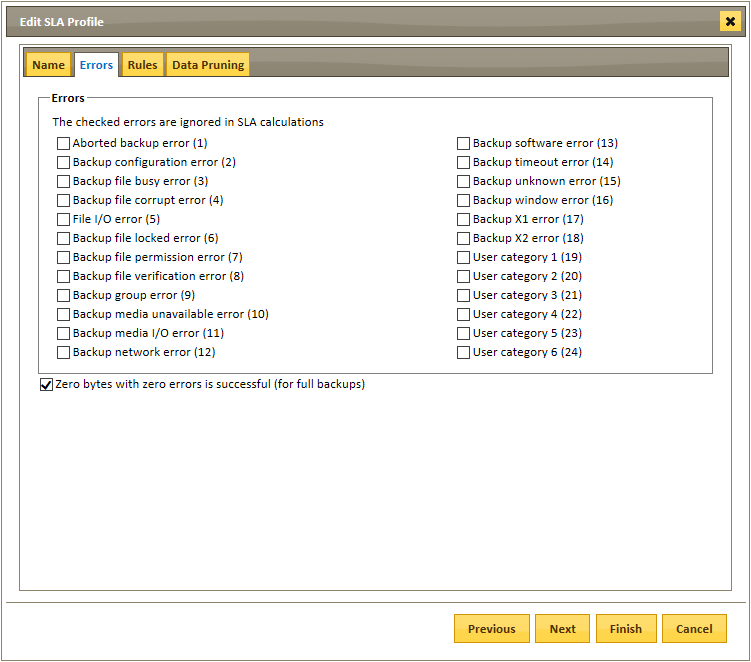 Edit SLA Profile
Name Errors Rules Data Pruning
Errors
The checked errors are ignored in SLA calculations
Aborted backup error (1)
Backup configuration error (2)
Backup file busy error (3)
Backup file corrupt error (4)
File I/O error (5)
Backup file locked error (6)
Backup file permission error (7)
Backup file verification error (8)
Backup group error (9)
Backup media unavailable error (10)
Backup media I/O error (11)
Backup network error (12)
Backup software error (13)
Backup timeout error (14)
Backup unknown error (15)
Backup window error (16)
Backup X1 error (17)
Backup X2 error (18)
User category 1 (19)
User category 2 (20)
User category 3 (21)
User category 4 (22)
User category 5 (23)
User category 6 (24)
Zero bytes with zero errors is successful (for full backups)
Previous Next Finish Cancel